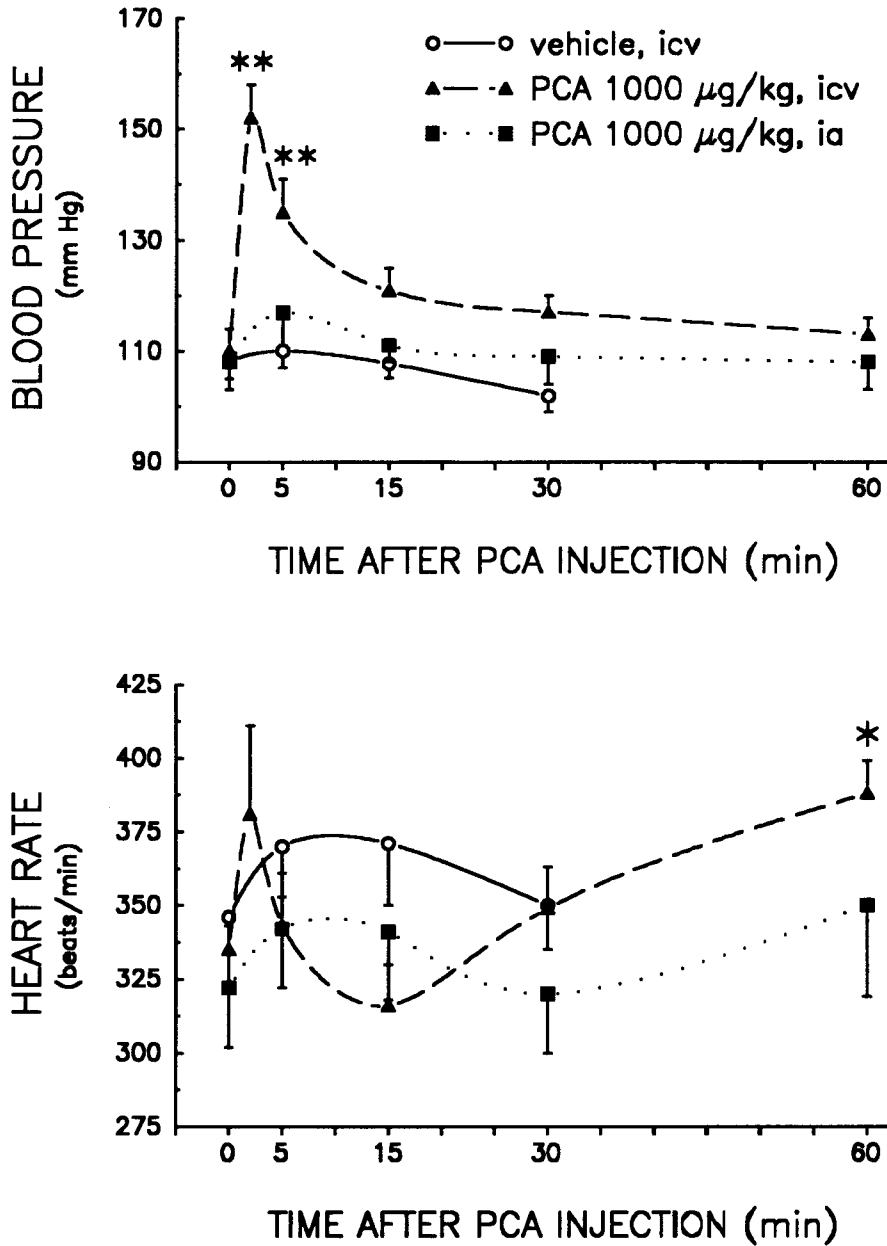 170
150
130
110
90
BLOOD PRESSURE
(mm Hg)
**
**
vehicle, icv
PCA 1000 µg/kg, icv
PCA 1000 µg/kg, ia
0 5 15 30 60
TIME AFTER PCA INJECTION (min)
425
400
375
350
325
300
275
HEART RATE
(beats/min)
*
0 5 15 30 60
TIME AFTER PCA INJECTION (min)